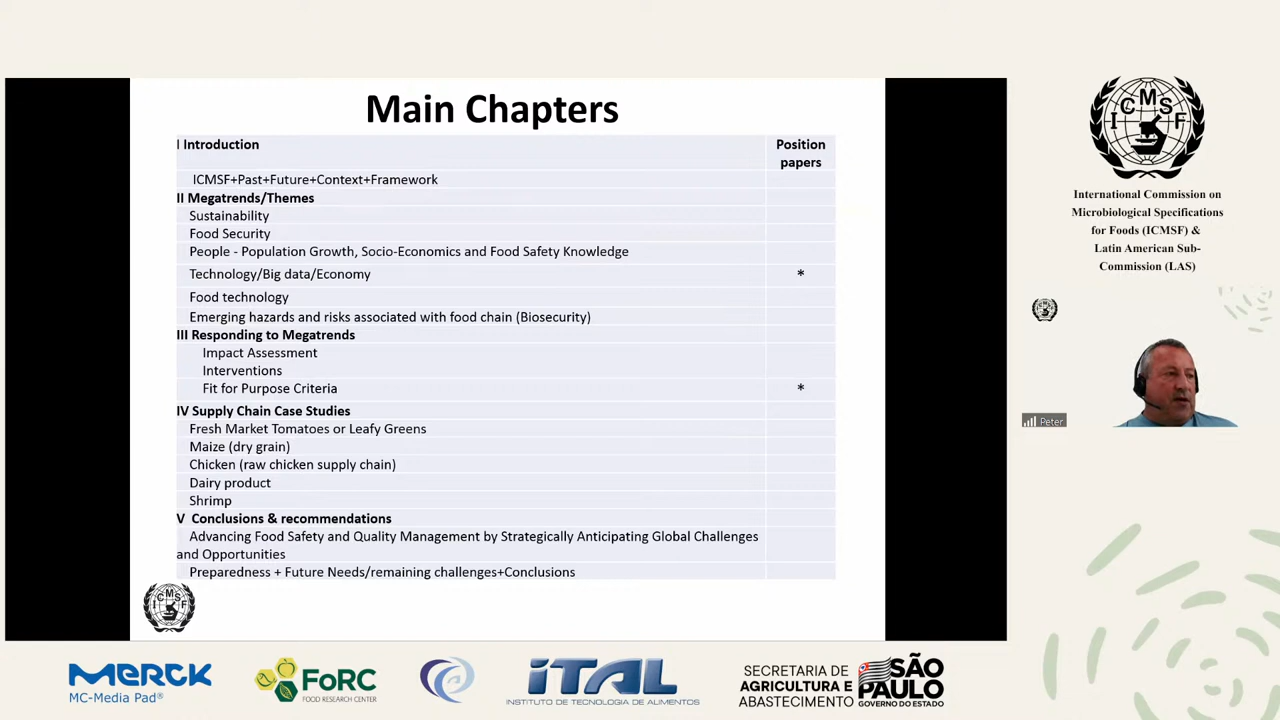 Main Chapters
I Introduction
Position
papers
ICMSF+Past+Future+Context+Framework
II Megatrends/Themes
Sustainability
Food Security
People - Population Growth, Socio-Economics and Food Safety Knowledge
Technology/Big data/Economy *
Food technology
Emerging hazards and risks associated with food chain (Biosecurity)
III Responding to Megatrends
Impact Assessment
Interventions
Fit for Purpose Criteria *
IV Supply Chain Case Studies
Fresh Market Tomatoes or Leafy Greens
Maize (dry grain)
Chicken (raw chicken supply chain)
Dairy product
Shrimp
V Conclusions & recommendations
Advancing Food Safety and Quality Management by Strategically Anticipating Global Challenges
and Opportunities
Preparedness + Future Needs/remaining challenges+Conclusions
ICMSF
ICMSF
International Commission on
Microbiological Specifications
for Foods (ICMSF) &
Latin American Sub-
Commission (LAS)
Peter
MERCK
MC-Media Pad®
FoRC
FOOD RESEARCH CENTER
iTAL
INSTITUTO DE TECNOLOGIA DE ALIMENTOS
SECRETARIA DE
AGRICULTURA E
ABASTECIMENTO
SÃO
PAULO
GOVERNO DO ESTADO